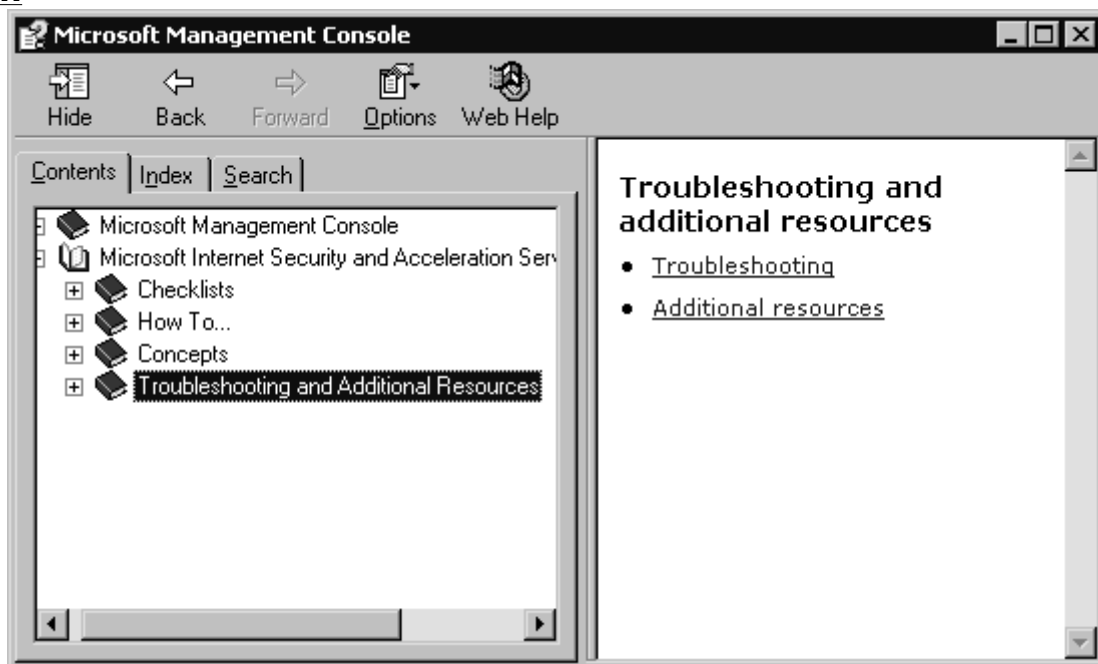 Microsoft Management Console
Hide Back Forward Options Web Help
Contents Index Search
Microsoft Management Console
Microsoft Internet Security and Acceleration Ser
Checklists
How To...
Concepts
Troubleshooting and Additional Resources
Troubleshooting and
additional resources
• Troubleshooting
• Additional resources